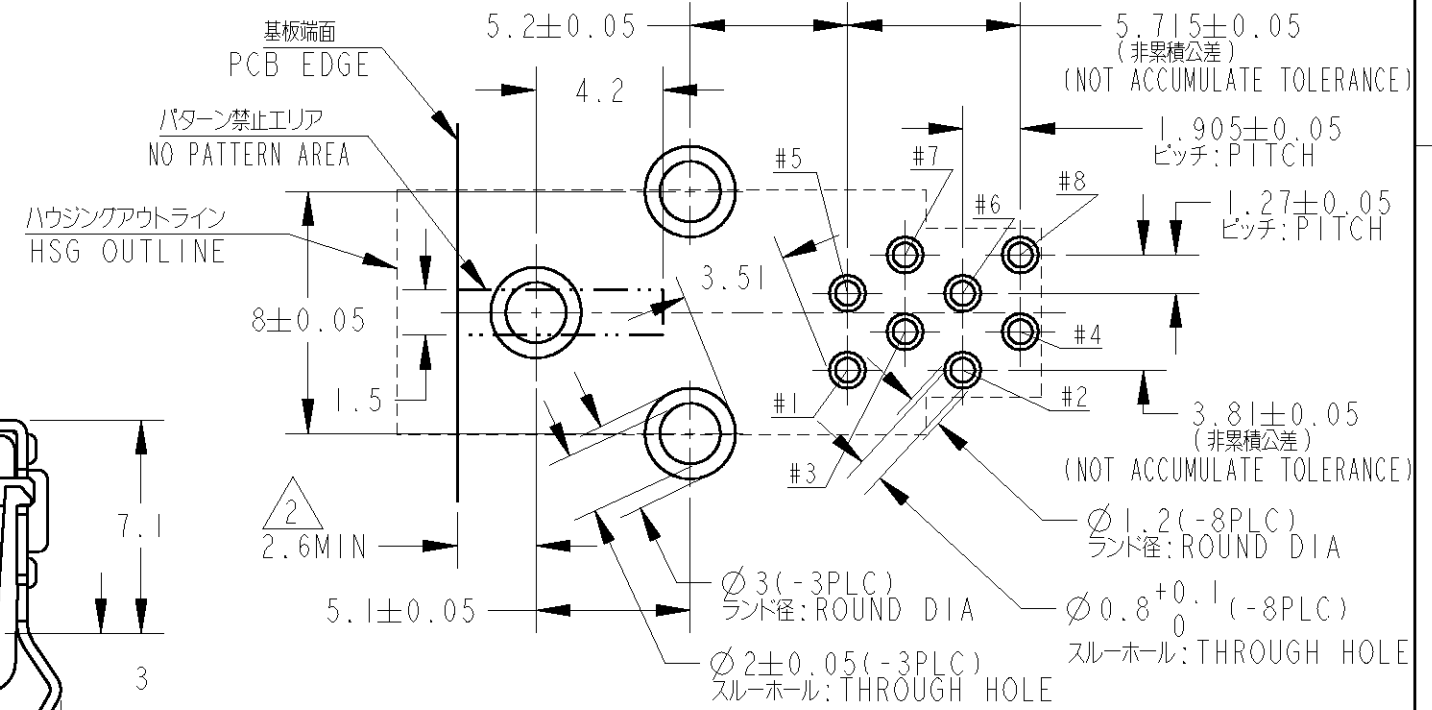 基板端面
PCB EDGE
5.2±0.05
5.715±0.05
(非累積公差)
(NOT ACCUMULATE TOLERANCE)
4.2
パターン禁止エリア
NO PATTERN AREA
1.905±0.05
ピッチ:PITCH
#5
#7
#6
#8
1.27±0.05
ピッチ:PITCH
ハウジングアウトライン
HSG OUTLINE
3.51
8±0.05
#4
1.5
#1
#2
3.81±0.05
(非累積公差)
(NOT ACCUMULATE TOLERANCE)
#3
7.1
2
2.6MIN
∅1.2(-8PLC)
ランド径:ROUND DIA
∅3(-3PLC)
ランド径:ROUND DIA
5.1±0.05
∅0.8 +0.1 0 (-8PLC)
スルーホール:THROUGH HOLE
3
∅2±0.05(-3PLC)
スルーホール:THROUGH HOLE